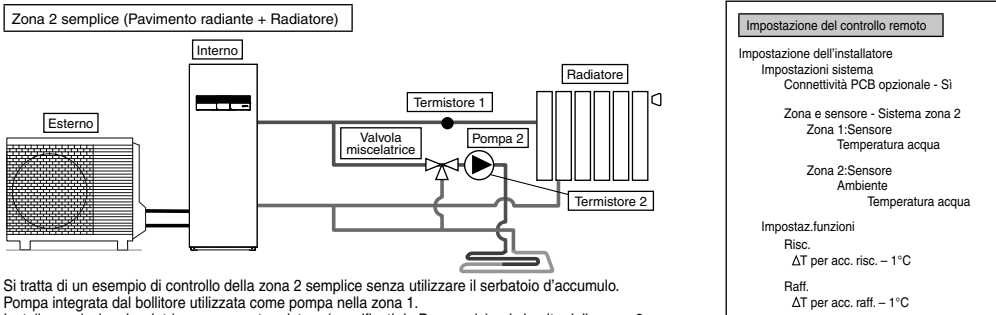 Zona 2 semplice (Pavimento radiante + Radiatore)
Interno
Radiatore
Termistore 1
Esterno
Valvola
miscelatrice
Pompa 2
Termistore 2
Si tratta di un esempio di controllo della zona 2 semplice senza utilizzare il serbatoio d'accumulo.
Pompa integrata dal bollitore utilizzata come pompa nella zona 1.
Impostazione del controllo remoto
Impostazione dell'installatore
Impostazioni sistema
Connettività PCB opzionale - Sì
Zona e sensore - Sistema zona 2
Zona 1:Sensore
Temperatura acqua
Zona 2:Sensore
Ambiente
Temperatura acqua
Impostaz.funzioni
Risc.
ΔT per acc. risc. – 1°C
Raff.
ΔT per acc. raff. – 1°C